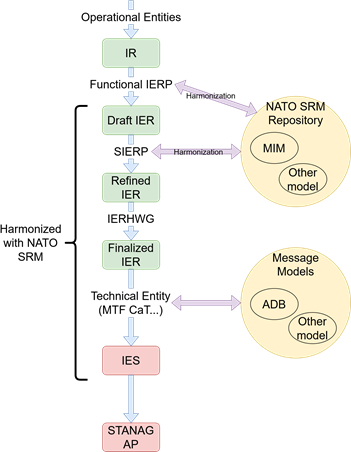 Operational Entities
IR
Functional IERP
Harmonization
NATO SRM
Repository
Draft IER
MIM
SIERP
Harmonization
Other
model
Refined
IER
IERHWG
Harmonized
with NATO
SRM
Finalized
IER
Message
Models
Technical Entity
(MTF CaT...)
ADB
Other
model
IES
STANAG
AP